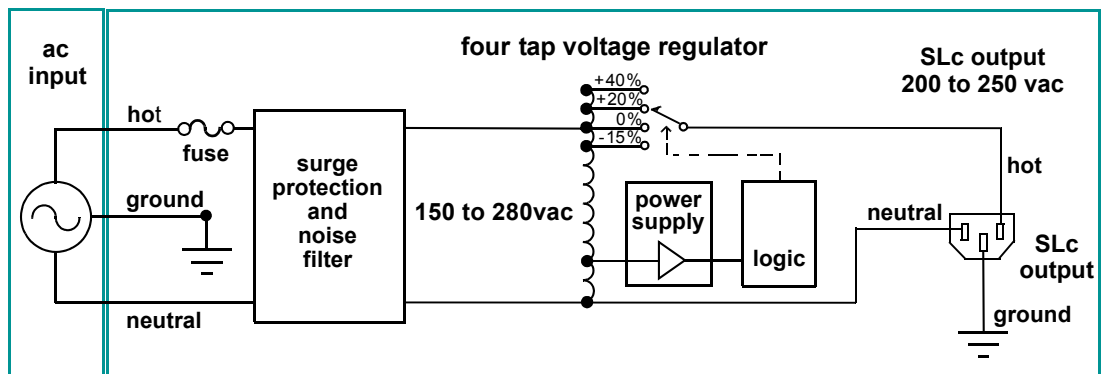 ac
input
four tap voltage regulator
SLc output
200 to 250 vac
+40%
+20%
0%
-15%
hot
fuse
surge
protection
and
noise
filter
ground
150 to 280vac
power
supply
logic
hot
neutral
SLc
output
neutral
ground